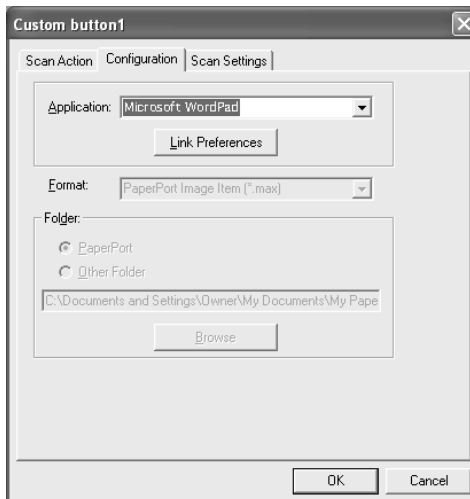 Custom button1
Scan Action Configuration Scan Settings
Application: Microsoft WordPad
Link Preferences
Format: PaperPort Image Item (*.max)
Folder:
PaperPort
Other Folder
C:\Documents and Settings\Owner\My Documents\My Pape
Browse
OK Cancel